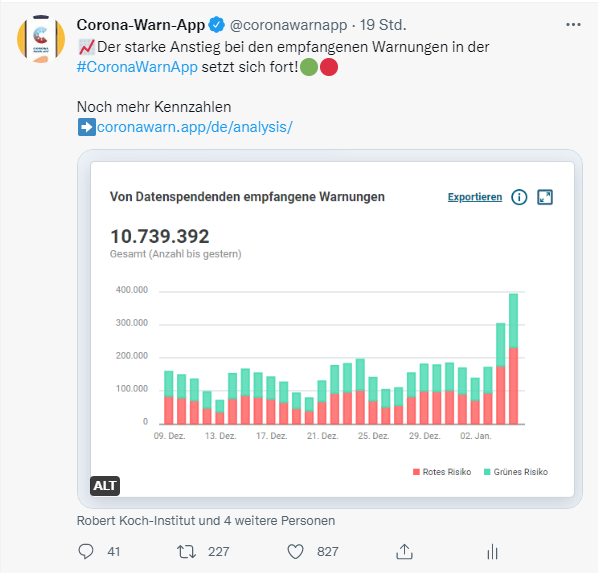 Corona-Warn-App @coronawarnapp · 19 Std.
📈Der starke Anstieg bei den empfangenen Warnungen in der
#CoronaWarnApp setzt sich fort!🟢🔴
Noch mehr Kennzahlen
➡️coronawarn.app/de/analysis/
Von Datenspendenden empfangene Warnungen
Exportieren
10.739.392
Gesamt (Anzahl bis gestern)
400.000
300.000
200.000
100.000
0
09. Dez. 13. Dez. 17. Dez. 21. Dez. 25. Dez. 29. Dez. 02. Jan.
Rotes Risiko Grünes Risiko
ALT
Robert Koch-Institut und 4 weitere Personen
41 227 827